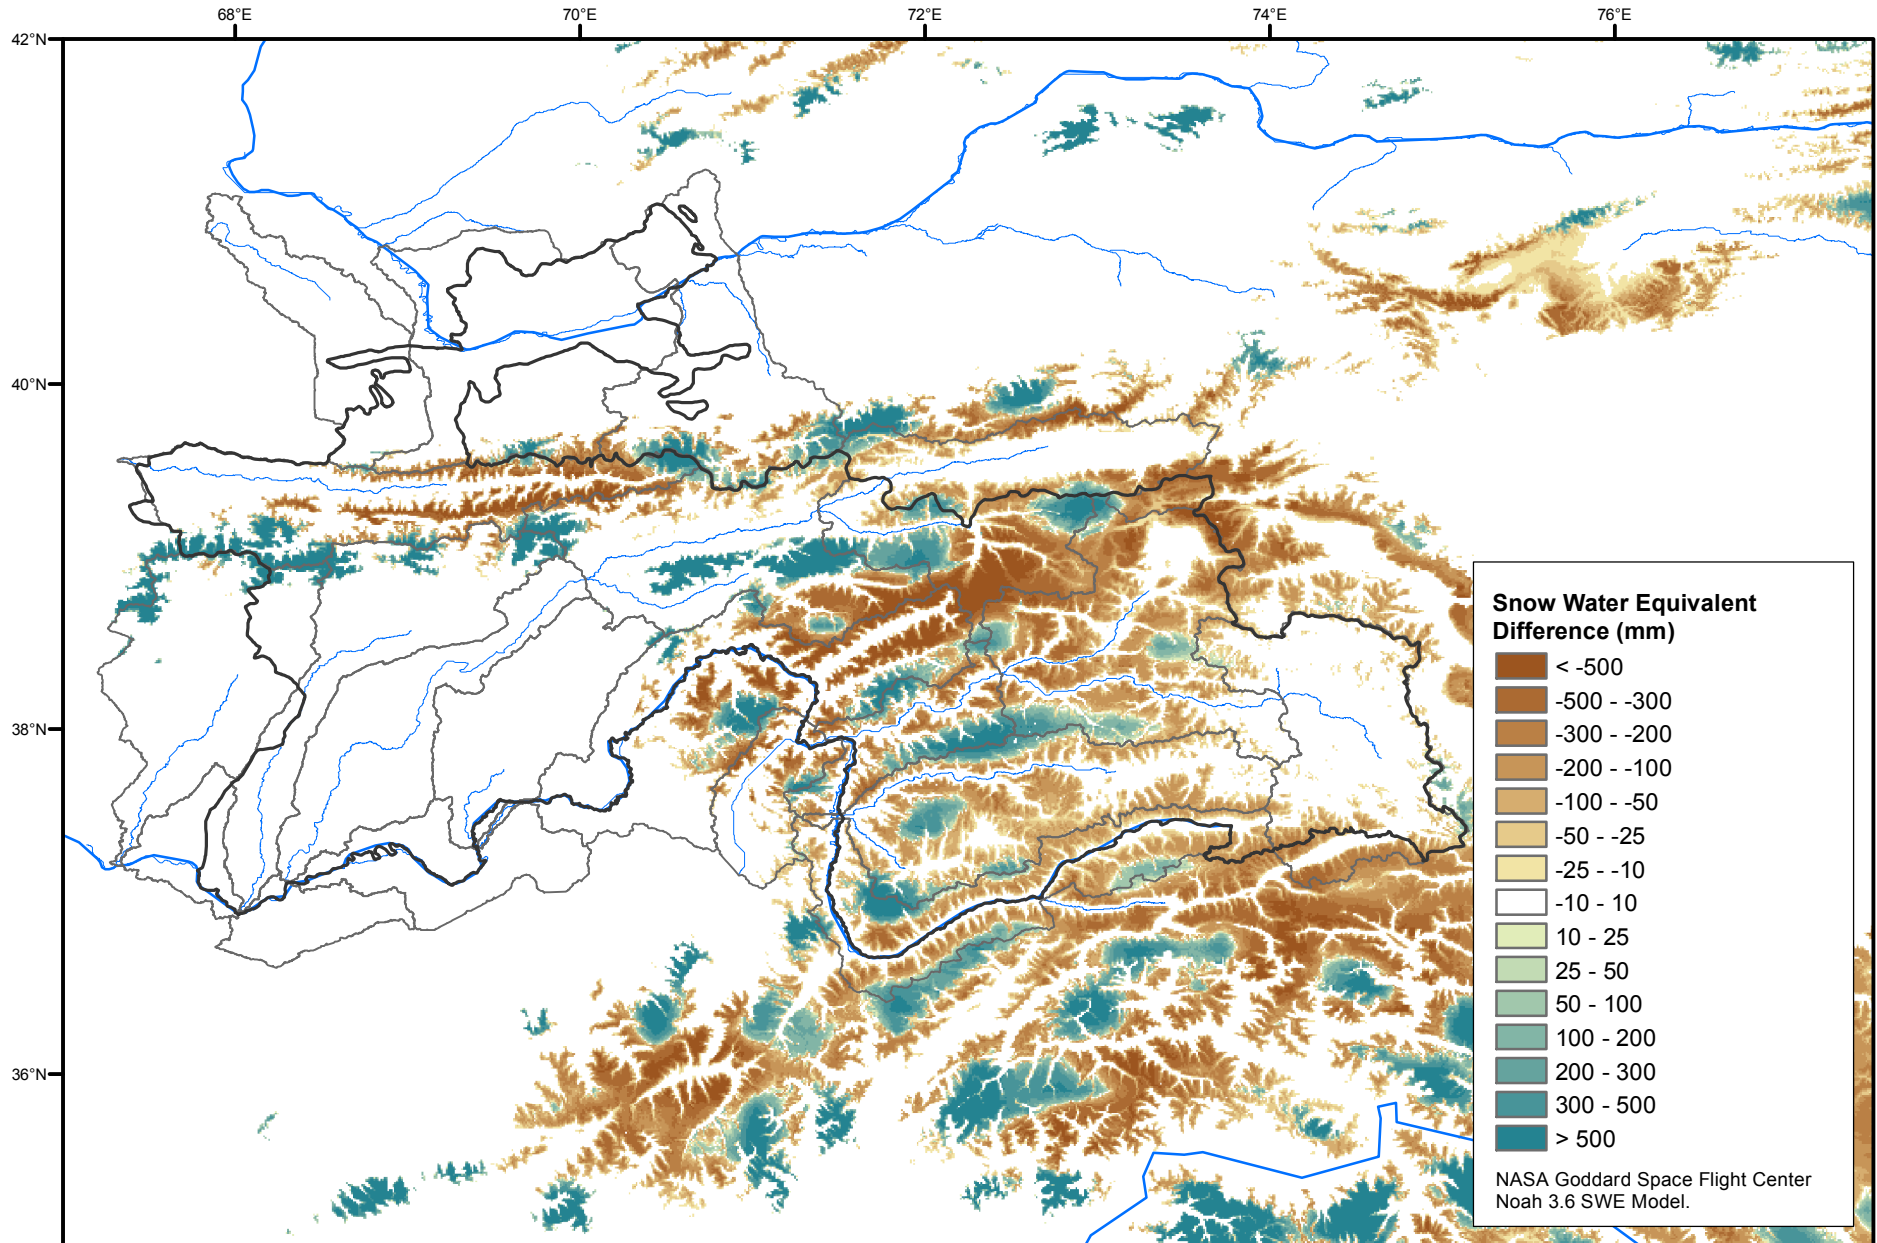 68°E 70°E 72°E 74°E 76°E
42°N
40°N
38°N
36°N
Snow Water Equivalent
Difference (mm)
< -500
-500 - -300
-300 - -200
-200 - -100
-100 - -50
-50 - -25
-25 - -10
-10 - 10
10 - 25
25 - 50
50 - 100
100 - 200
200 - 300
300 - 500
> 500
NASA Goddard Space Flight Center
Noah 3.6 SWE Model.